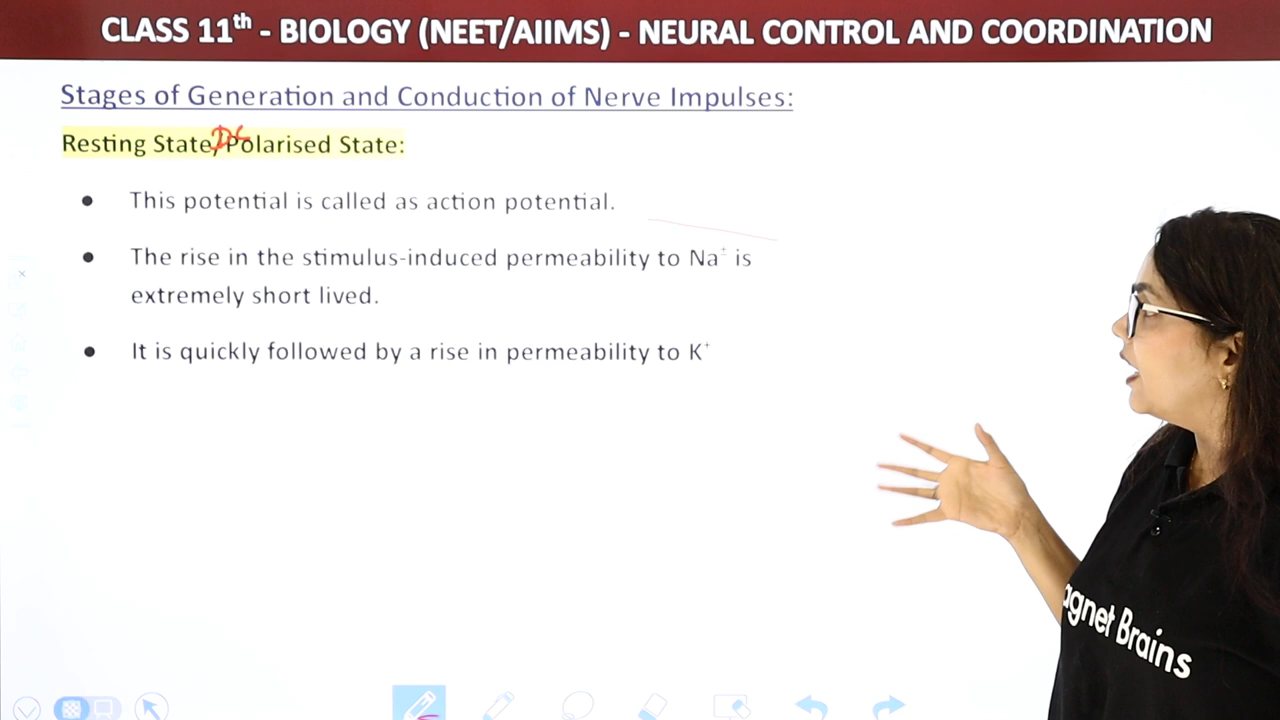 CLASS 11th - BIOLOGY (NEET/AIIMS) - NEURAL CONTROL AND COORDINATION
Stages of Generation and Conduction of Nerve Impulses:
De
Resting State/Polarised State:
● This potential is called as action potential.
● The rise in the stimulus-induced permeability to Na⁺ is
extremely short lived.
● It is quickly followed by a rise in permeability to K⁺
agnet Brains